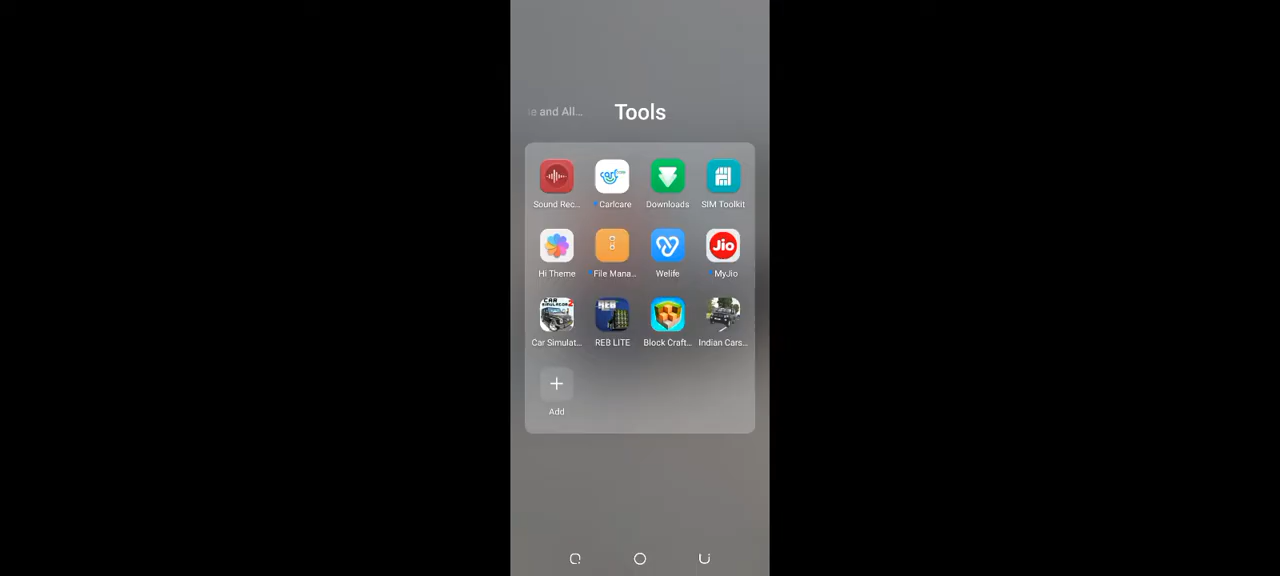 e and All... Tools
Sound Rec... Carlcare Downloads SIM Toolkit
Hi Theme File Mana... Welife MyJio
Car Simulat... REB LITE Block Craft... Indian Cars...
Add